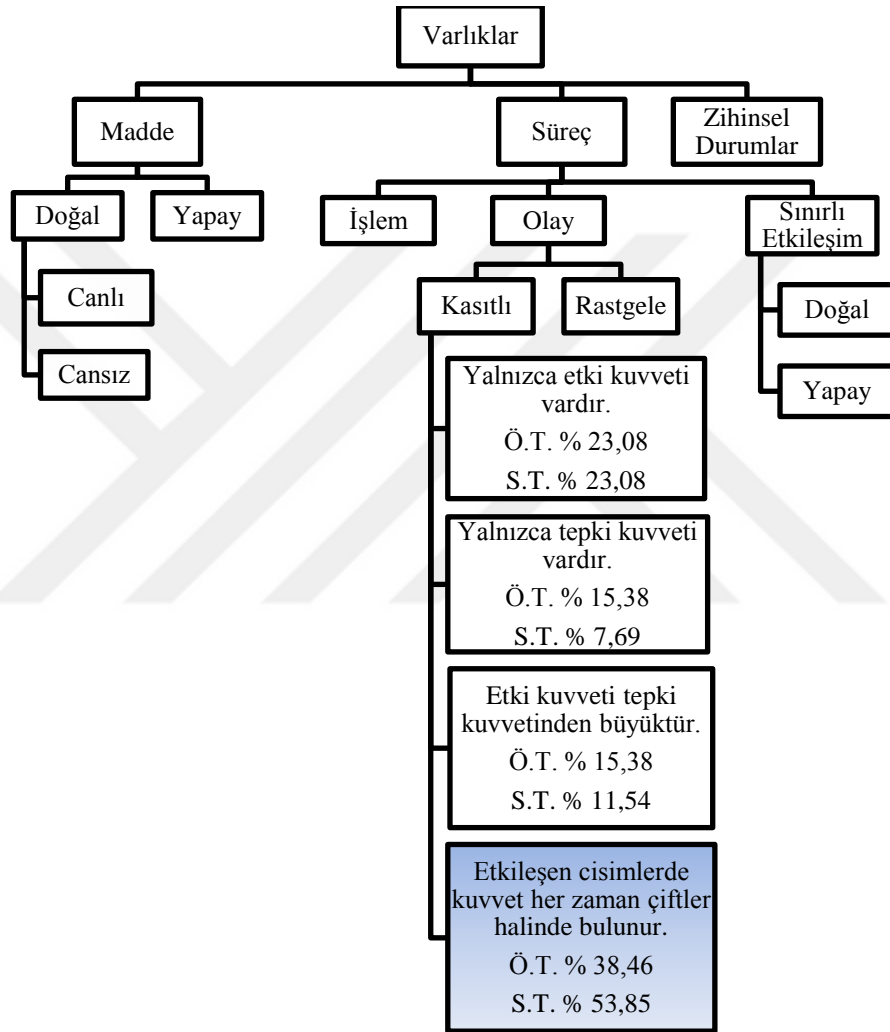 Varlıklar
Madde
Süreç
Zihinsel
Durumlar
Doğal
Yapay
İşlem
Olay
Sınırlı
Etkileşim
Canlı
Cansız
Kasıtlı
Rastgele
Doğal
Yapay
Yalnızca etki kuvveti
vardır.
Ö.T. % 23,08
S.T. % 23,08
Yalnızca tepki kuvveti
vardır.
Ö.T. % 15,38
S.T. % 7,69
Etki kuvveti tepki
kuvvetinden büyüktür.
Ö.T. % 15,38
S.T. % 11,54
Etkileşen cisimlerde
kuvvet her zaman çiftler
halinde bulunur.
Ö.T. % 38,46
S.T. % 53,85